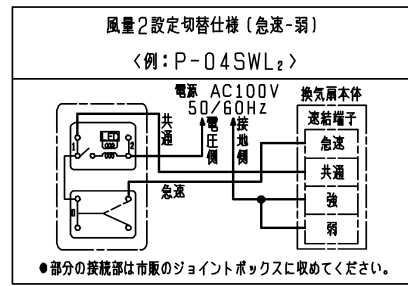 風量2設定切替仕様(急速-弱)
〈例:P-04SWL₂〉
電源 AC100V
50/60Hz
換気扇本体
速結端子
急速
共通
強
弱
共通
電圧側
接地側
LED
1
2
急速
●部分の接続部は市販のジョイントボックスに収めてください。